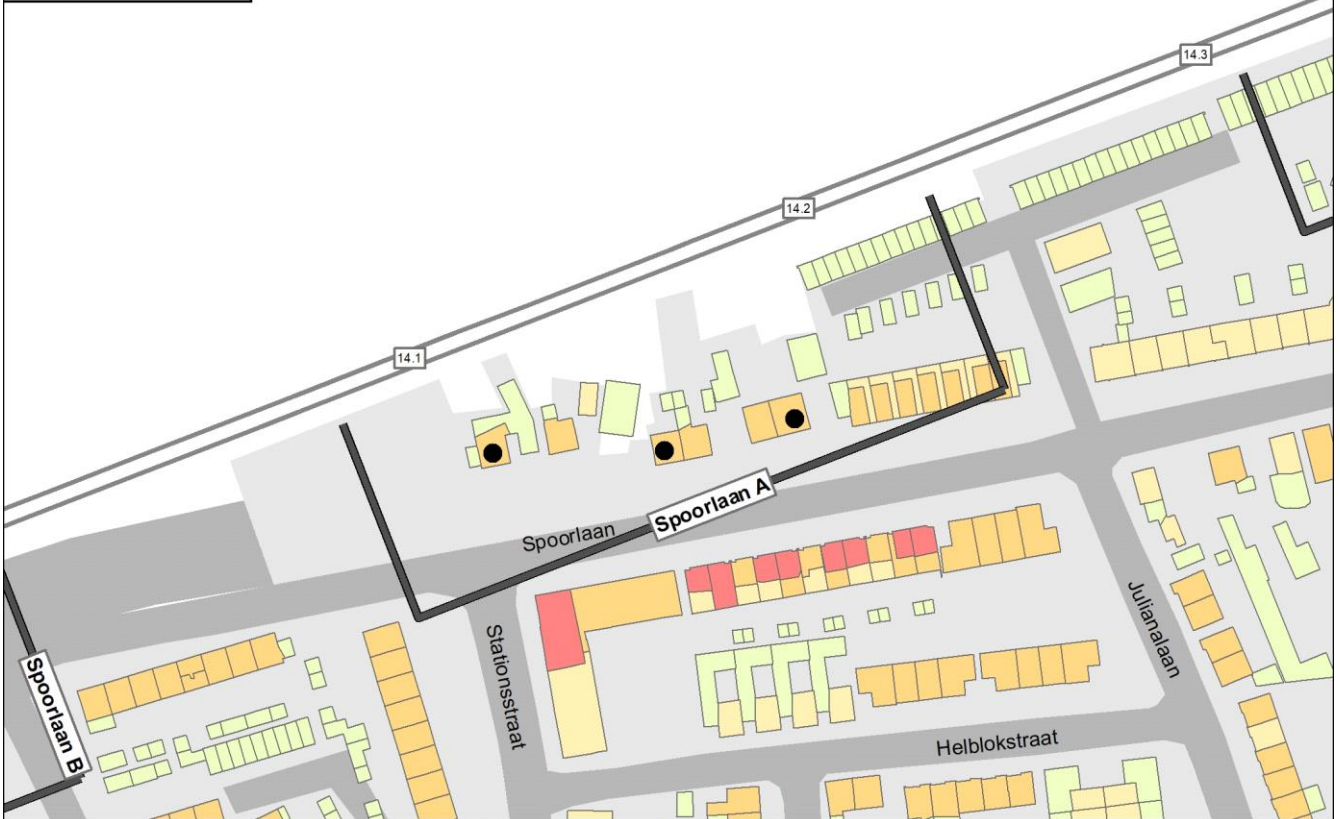 14.3
14.2
14.1
Spoorlaan A
Spoorlaan
Julianalaan
Stationsstraat
Spoorlaan B
Helblokstraat